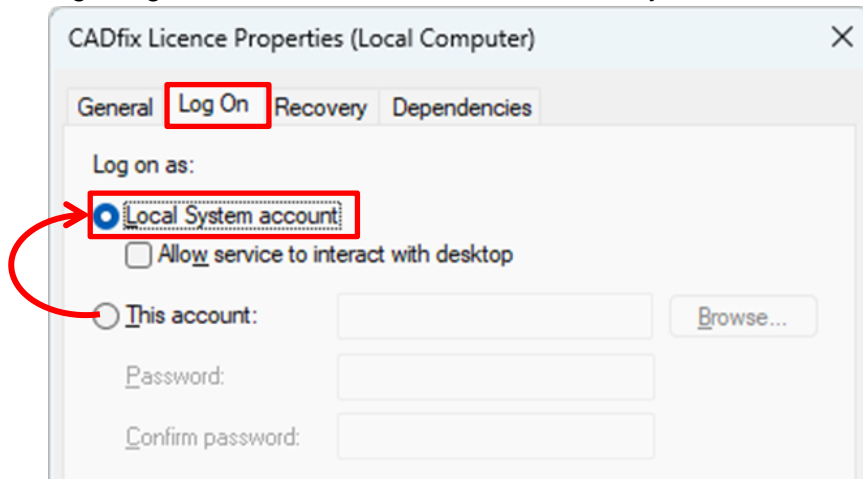 CADfix Licence Properties (Local Computer)
General Log On Recovery Dependencies
Log on as:
Local System account
Allow service to interact with desktop
This account:
Browse...
Password:
Confirm password: